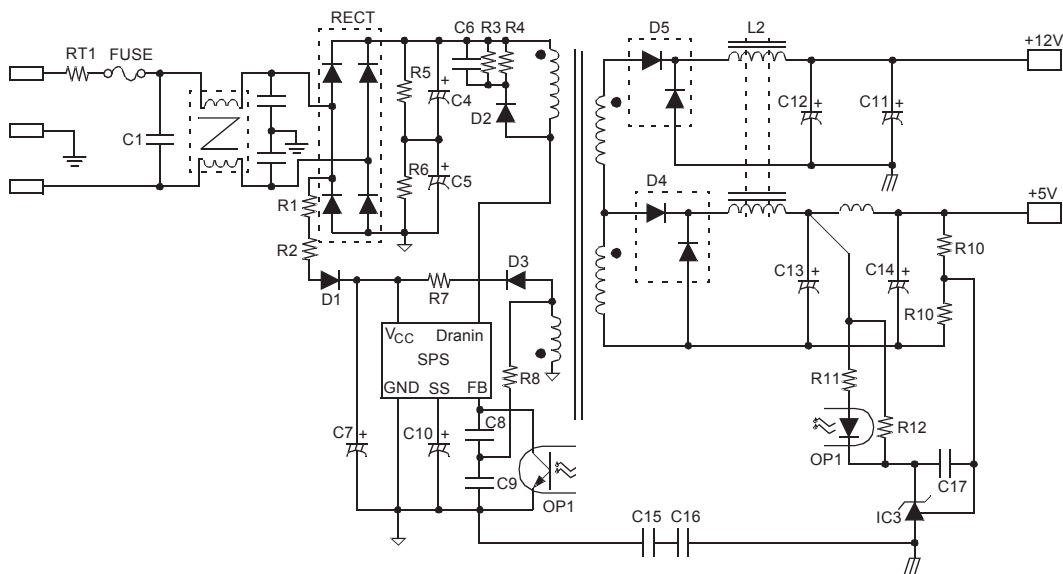 RECT
D5
L2
+12V
RT1
FUSE
C6
R3
R4
R5
C4
D2
C12
C11
C1
R6
C5
D4
+5V
R1
R2
R10
D3
C13
C14
D1
R7
R10
VCC
Dranin
SPS
R8
R11
GND
SS
FB
C7
C10
C8
R12
OP1
C9
C17
OP1
IC3
C15
C16